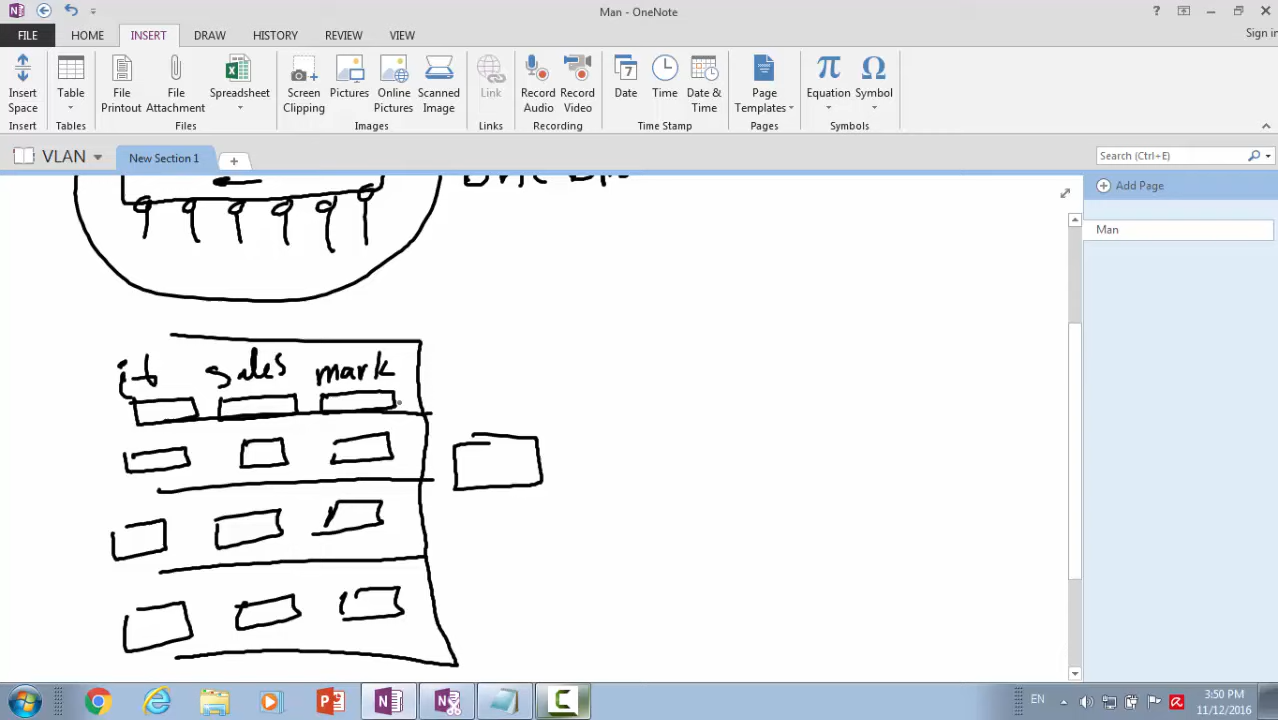 Man - OneNote
?
Sign in
FILE HOME INSERT DRAW HISTORY REVIEW VIEW
Insert Space
Table
File Printout
File Attachment
Spreadsheet
Screen Clipping
Pictures
Online Pictures
Scanned Image
Link
Record Audio
Record Video
Date
Time
Date & Time
Page Templates
Equation
Symbol
Insert Tables Files Images Links Recording Time Stamp Pages Symbols
VLAN New Section 1
Search (Ctrl+E)
Add Page
Man
it sales mark
EN
3:50 PM
11/12/2016